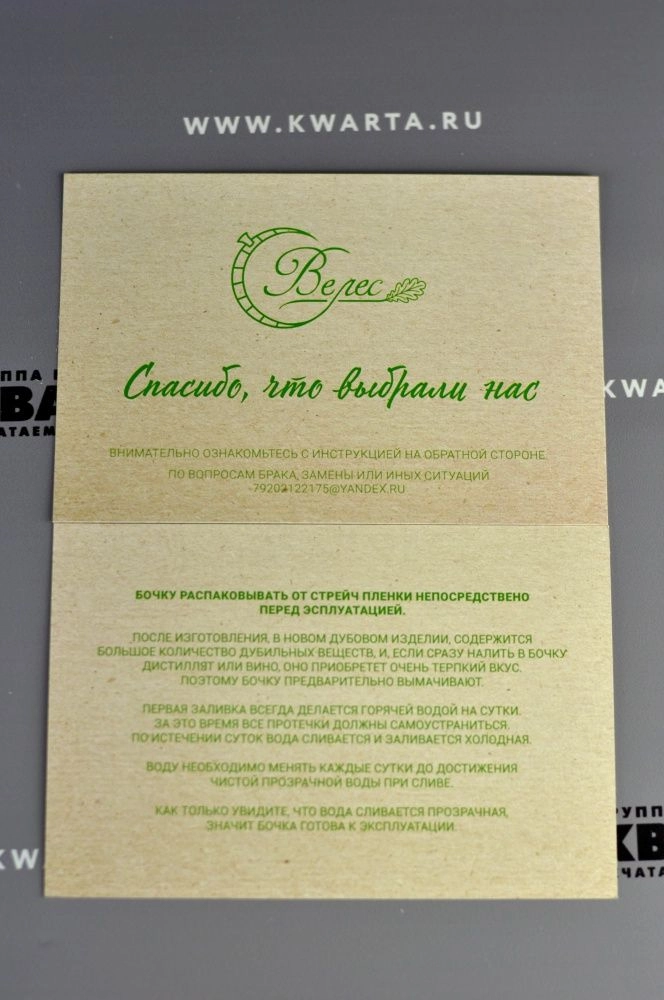 WWW.KWARTA.RU
Велес
Спасибо, что выбрали нас
ВНИМАТЕЛЬНО ОЗНАКОМЬТЕСЬ С ИНСТРУКЦИЕЙ НА ОБРАТНОЙ СТОРОНЕ.
ПО ВОПРОСАМ БРАКА, ЗАМЕНЫ ИЛИ ИНЫХ СИТУАЦИЙ
79202122175@YANDEX.RU
БОЧКУ РАСПАКОВЫВАТЬ ОТ СТРЕЙЧ ПЛЕНКИ НЕПОСРЕДСТВЕНО
ПЕРЕД ЭСПЛУАТАЦИЕЙ.
ПОСЛЕ ИЗГОТОВЛЕНИЯ, В НОВОМ ДУБОВОМ ИЗДЕЛИИ, СОДЕРЖИТСЯ
БОЛЬШОЕ КОЛИЧЕСТВО ДУБИЛЬНЫХ ВЕЩЕСТВ, И, ЕСЛИ СРАЗУ НАЛИТЬ В БОЧКУ
ДИСТИЛЛЯТ ИЛИ ВИНО, ОНО ПРИОБРЕТЕТ ОЧЕНЬ ТЕРПКИЙ ВКУС.
ПОЭТОМУ БОЧКУ ПРЕДВАРИТЕЛЬНО ВЫМАЧИВАЮТ.
ПЕРВАЯ ЗАЛИВКА ВСЕГДА ДЕЛАЕТСЯ ГОРЯЧЕЙ ВОДОЙ НА СУТКИ.
ЗА ЭТО ВРЕМЯ ВСЕ ПРОТЕЧКИ ДОЛЖНЫ САМОУСТРАНИТЬСЯ.
ПО ИСТЕЧЕНИИ СУТОК ВОДА СЛИВАЕТСЯ И ЗАЛИВАЕТСЯ ХОЛОДНАЯ.
ВОДУ НЕОБХОДИМО МЕНЯТЬ КАЖДЫЕ СУТКИ ДО ДОСТИЖЕНИЯ
ЧИСТОЙ ПРОЗРАЧНОЙ ВОДЫ ПРИ СЛИВЕ.
КАК ТОЛЬКО УВИДИТЕ, ЧТО ВОДА СЛИВАЕТСЯ ПРОЗРАЧНАЯ,
ЗНАЧИТ БОЧКА ГОТОВА К ЭКСПЛУАТАЦИИ.